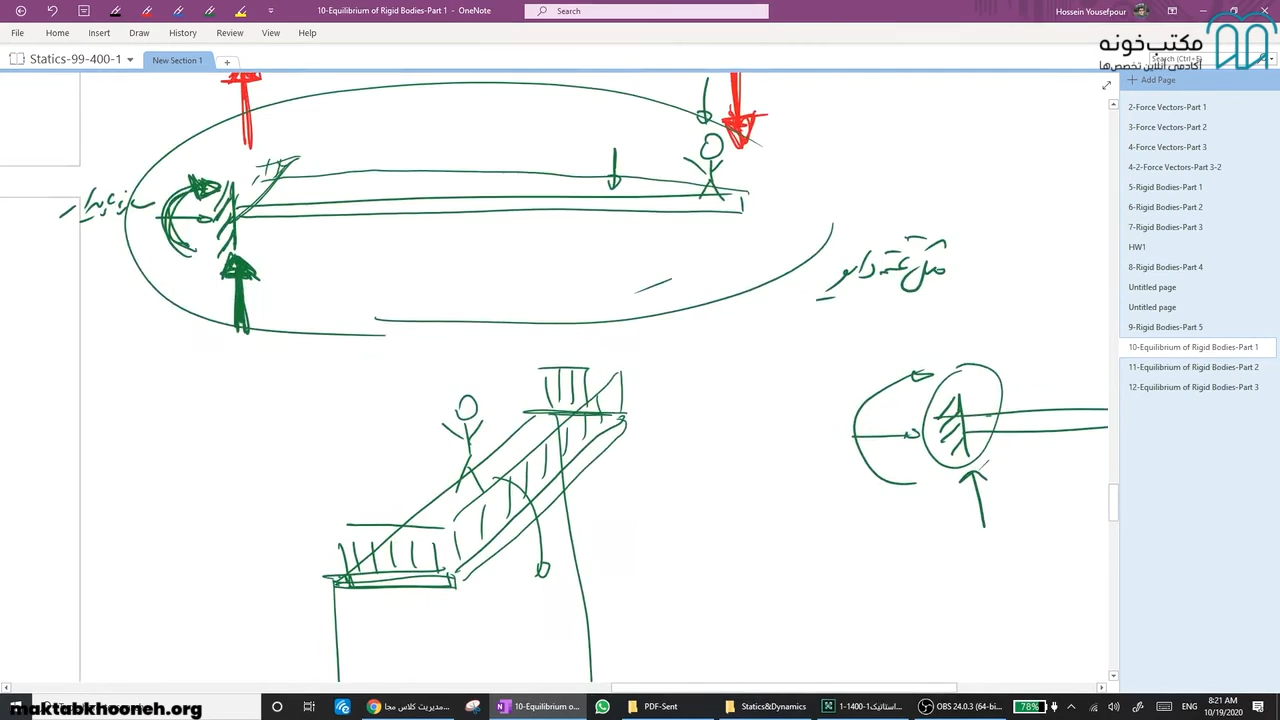 10-Equilibrium of Rigid Bodies-Part 1 - OneNote
Search
Hossein Yousefpour
File Home Insert Draw History Review View Help
مکتب‌خونه
آکادمی آنلاین تخصص‌ها
Statics-99-400-1
New Section 1
Add Page
2-Force Vectors-Part 1
3-Force Vectors-Part 2
4-Force Vectors-Part 3
4-2-Force Vectors-Part 3-2
5-Rigid Bodies-Part 1
6-Rigid Bodies-Part 2
7-Rigid Bodies-Part 3
HW1
8-Rigid Bodies-Part 4
Untitled page
Untitled page
9-Rigid Bodies-Part 5
10-Equilibrium of Rigid Bodies-Part 1
11-Equilibrium of Rigid Bodies-Part 2
12-Equilibrium of Rigid Bodies-Part 3
maktabkhooneh.org
مدیریت کلاس مجا
10-Equilibrium o...
PDF-Sent
Statics&Dynamics
استاتیک1-1400-1
OBS 24.0.3 (64-bi...
78%
ENG
8:21 AM
10/19/2020